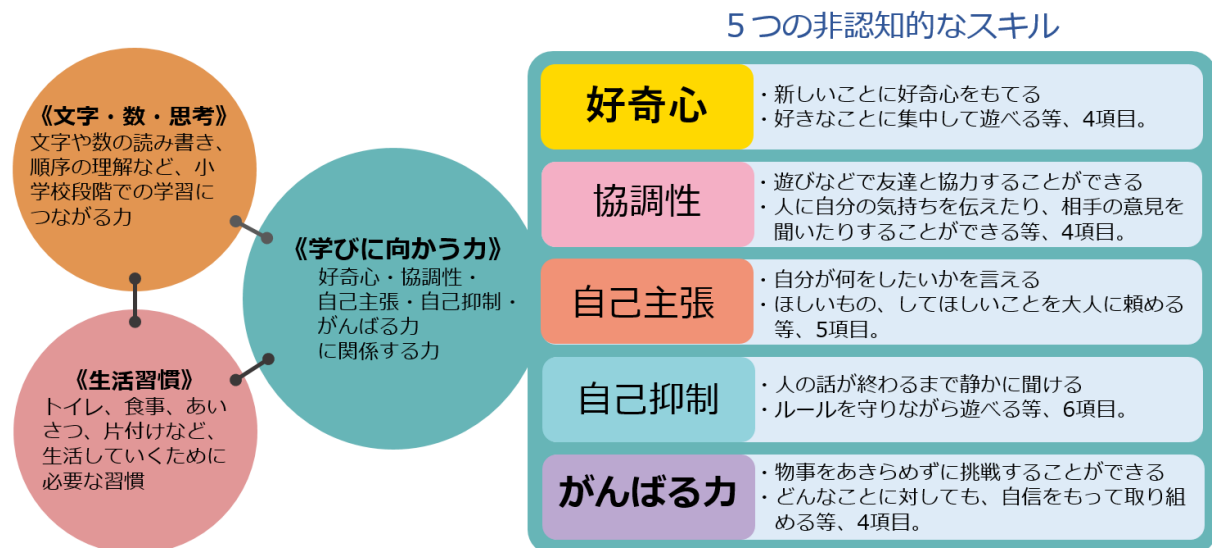 5つの非認知的なスキル
《文字・数・思考》
文字や数の読み書き、
順序の理解など、小
学校段階での学習に
つながる力
《学びに向かう力》
好奇心・協調性・
自己主張・自己抑制・
がんばる力
に関係する力
《生活習慣》
トイレ、食事、あい
さつ、片付けなど、
生活していくために
必要な習慣
好奇心
・新しいことに好奇心をもてる
・好きなことに集中して遊べる等、4項目。
協調性
・遊びなどで友達と協力することができる
・人に自分の気持ちを伝えたり、相手の意見を
聞いたりすることができる等、4項目。
自己主張
・自分が何をしたいかを言える
・ほしいもの、してほしいことを大人に頼める
等、5項目。
自己抑制
・人の話が終わるまで静かに聞ける
・ルールを守りながら遊べる等、6項目。
がんばる力
・物事をあきらめずに挑戦することができる
・どんなことに対しても、自信をもって取り組
める等、4項目。